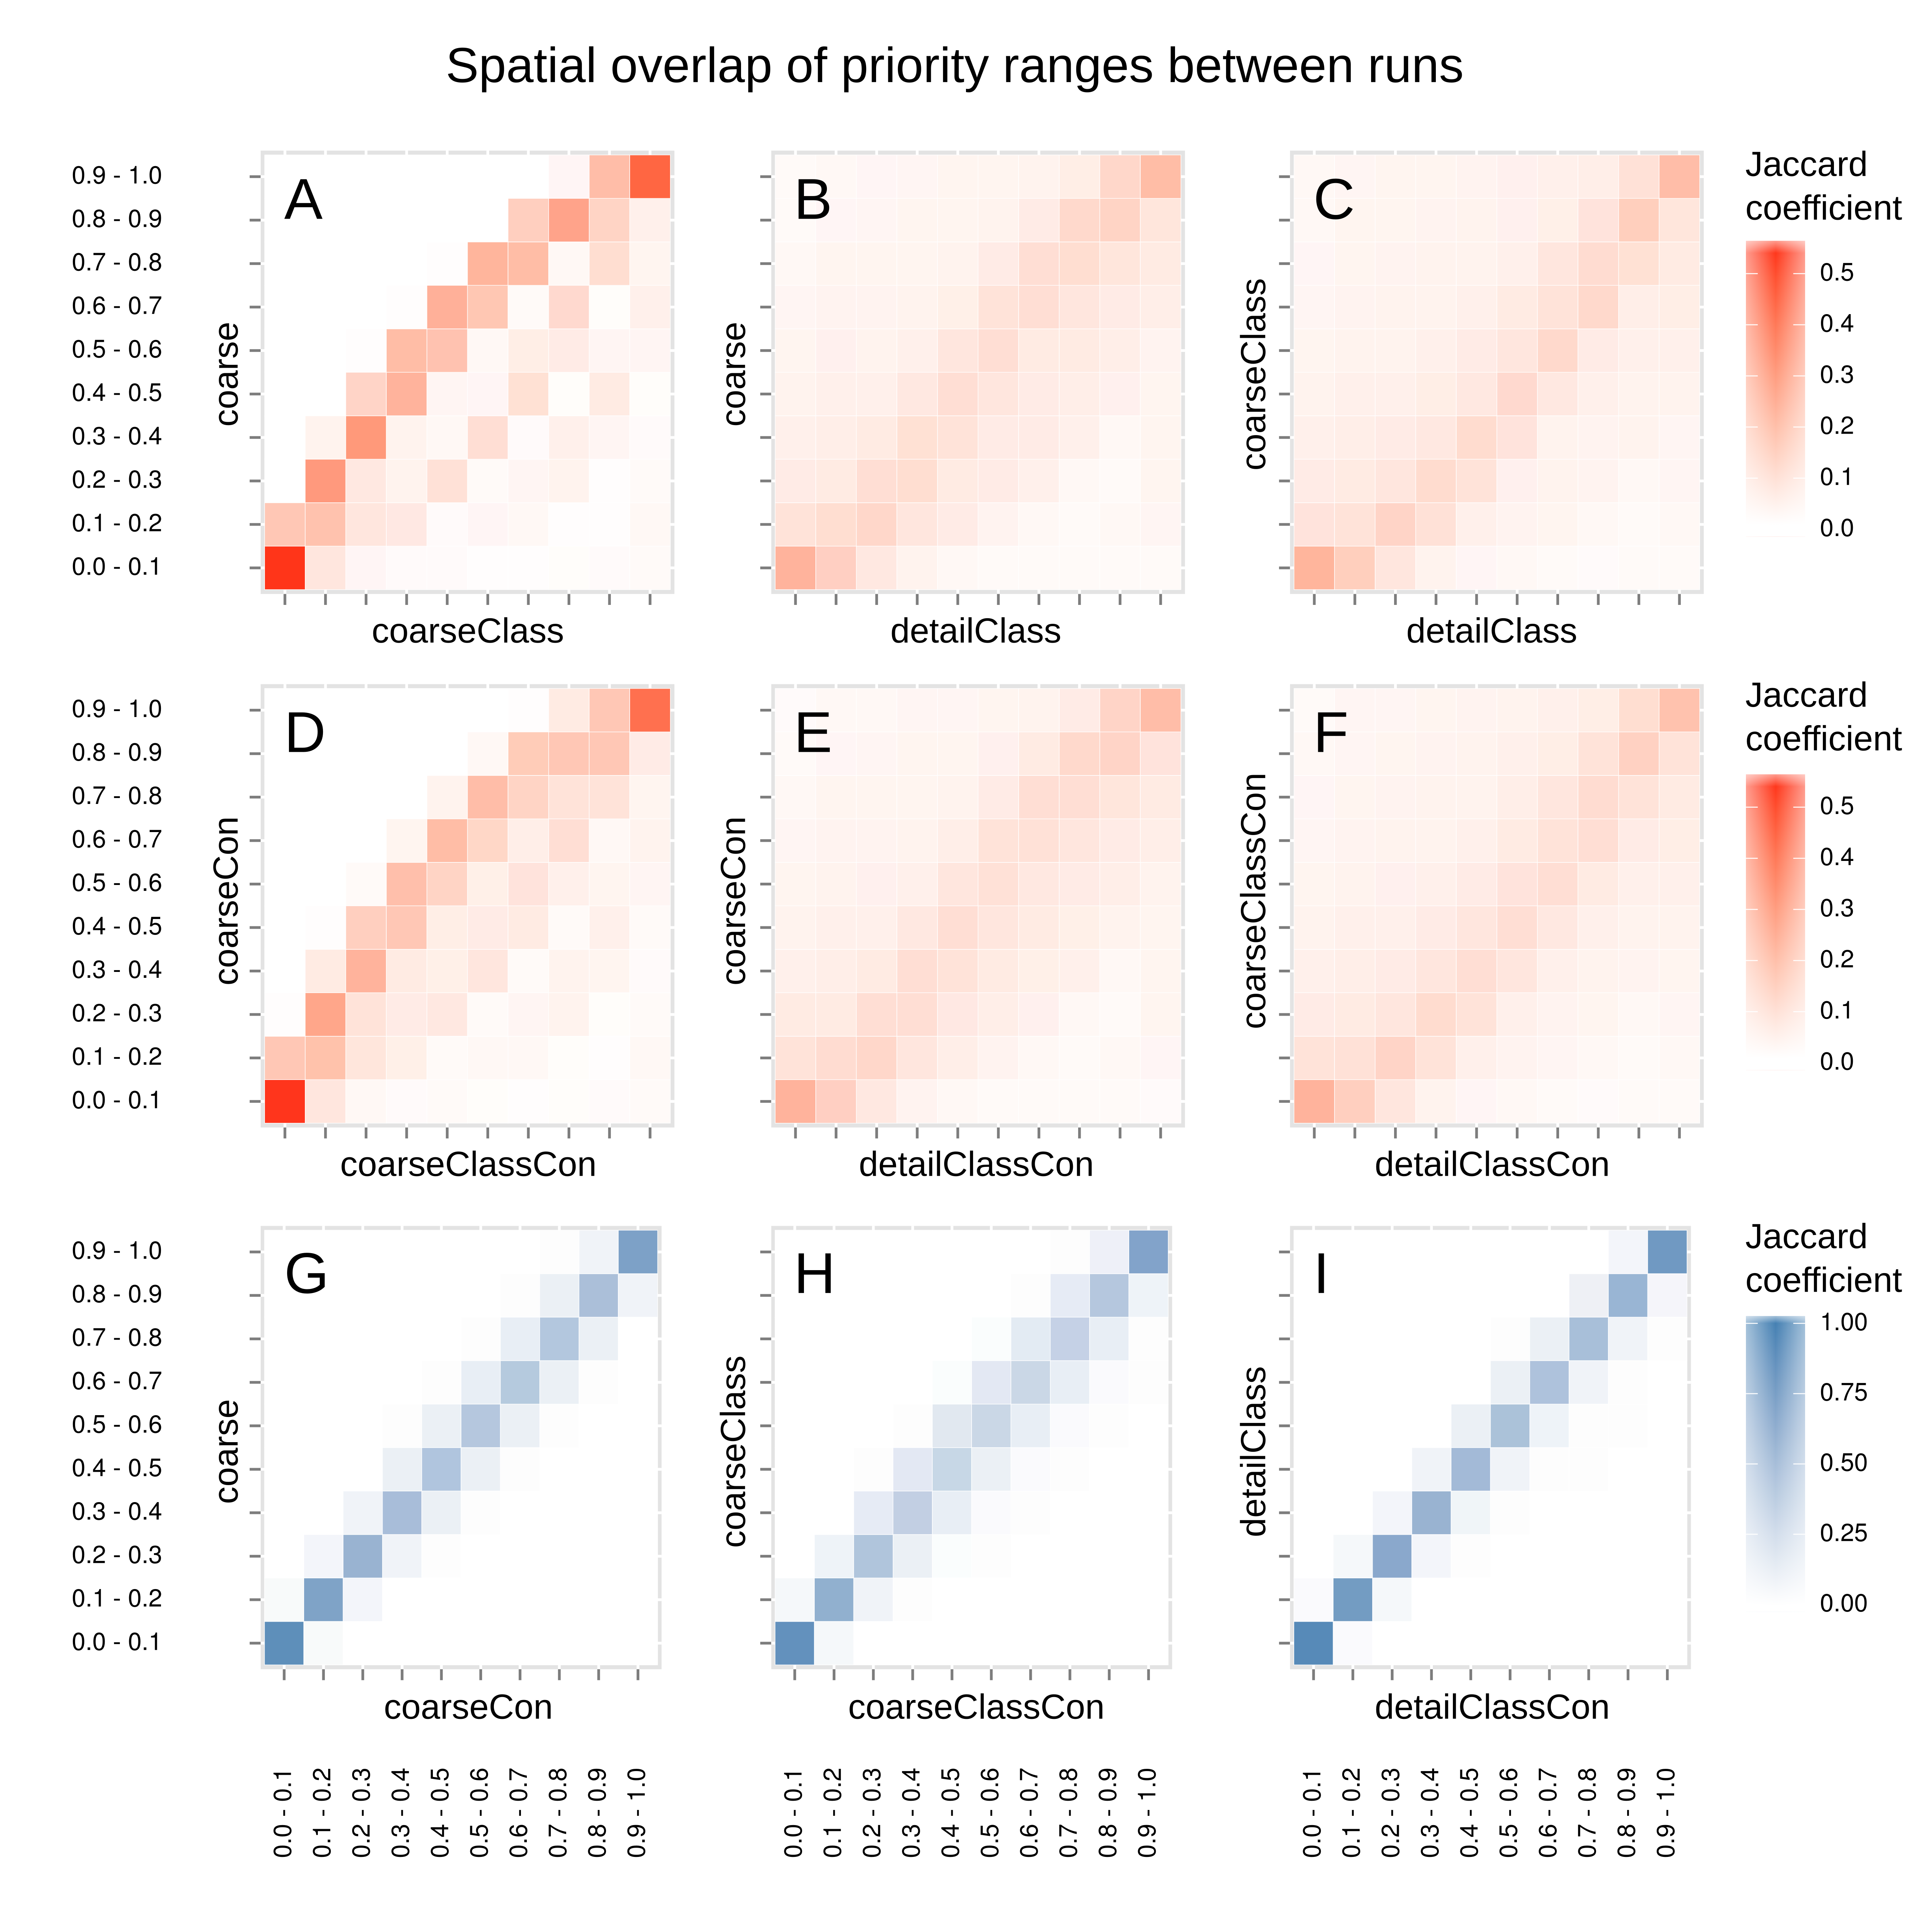 Spatial overlap of priority ranges between runs
0.9 - 1.0
0.8 - 0.9
0.7 - 0.8
0.6 - 0.7
0.5 - 0.6
0.4 - 0.5
0.3 - 0.4
0.2 - 0.3
0.1 - 0.2
0.0 - 0.1
coarse
A
coarseClass
coarse
B
detailClass
coarseClass
C
detailClass
Jaccard
coefficient
0.5
0.4
0.3
0.2
0.1
0.0
0.9 - 1.0
0.8 - 0.9
0.7 - 0.8
0.6 - 0.7
0.5 - 0.6
0.4 - 0.5
0.3 - 0.4
0.2 - 0.3
0.1 - 0.2
0.0 - 0.1
coarseCon
D
coarseClassCon
coarseCon
E
detailClassCon
coarseClassCon
F
detailClassCon
Jaccard
coefficient
0.5
0.4
0.3
0.2
0.1
0.0
0.9 - 1.0
0.8 - 0.9
0.7 - 0.8
0.6 - 0.7
0.5 - 0.6
0.4 - 0.5
0.3 - 0.4
0.2 - 0.3
0.1 - 0.2
0.0 - 0.1
coarse
G
coarseCon
coarseClass
H
coarseClassCon
detailClass
I
detailClassCon
Jaccard
coefficient
1.00
0.75
0.50
0.25
0.00
0.0 - 0.1
0.1 - 0.2
0.2 - 0.3
0.3 - 0.4
0.4 - 0.5
0.5 - 0.6
0.6 - 0.7
0.7 - 0.8
0.8 - 0.9
0.9 - 1.0
0.0 - 0.1
0.1 - 0.2
0.2 - 0.3
0.3 - 0.4
0.4 - 0.5
0.5 - 0.6
0.6 - 0.7
0.7 - 0.8
0.8 - 0.9
0.9 - 1.0
0.0 - 0.1
0.1 - 0.2
0.2 - 0.3
0.3 - 0.4
0.4 - 0.5
0.5 - 0.6
0.6 - 0.7
0.7 - 0.8
0.8 - 0.9
0.9 - 1.0